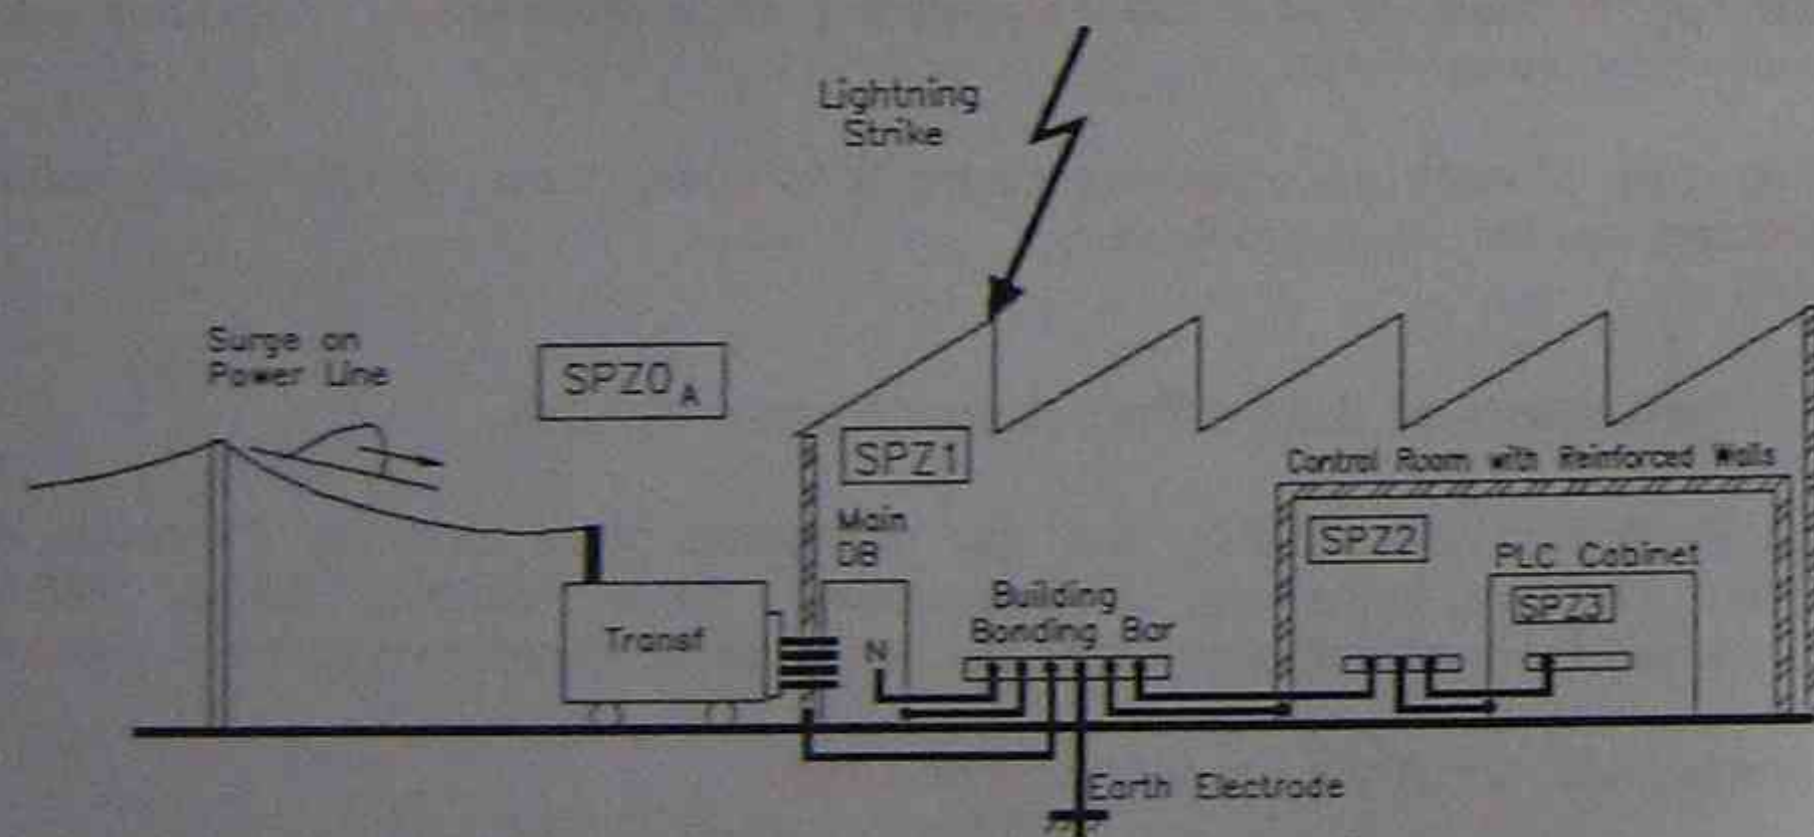 Lightning
Strike
Surge on
Power Line
SPZ0A
SPZ1
Control Room with Reinforced Walls
Main
DB
SPZ2
PLC Cabinet
Building
Bonding Bar
SPZ3
Transf
N
Earth Electrode